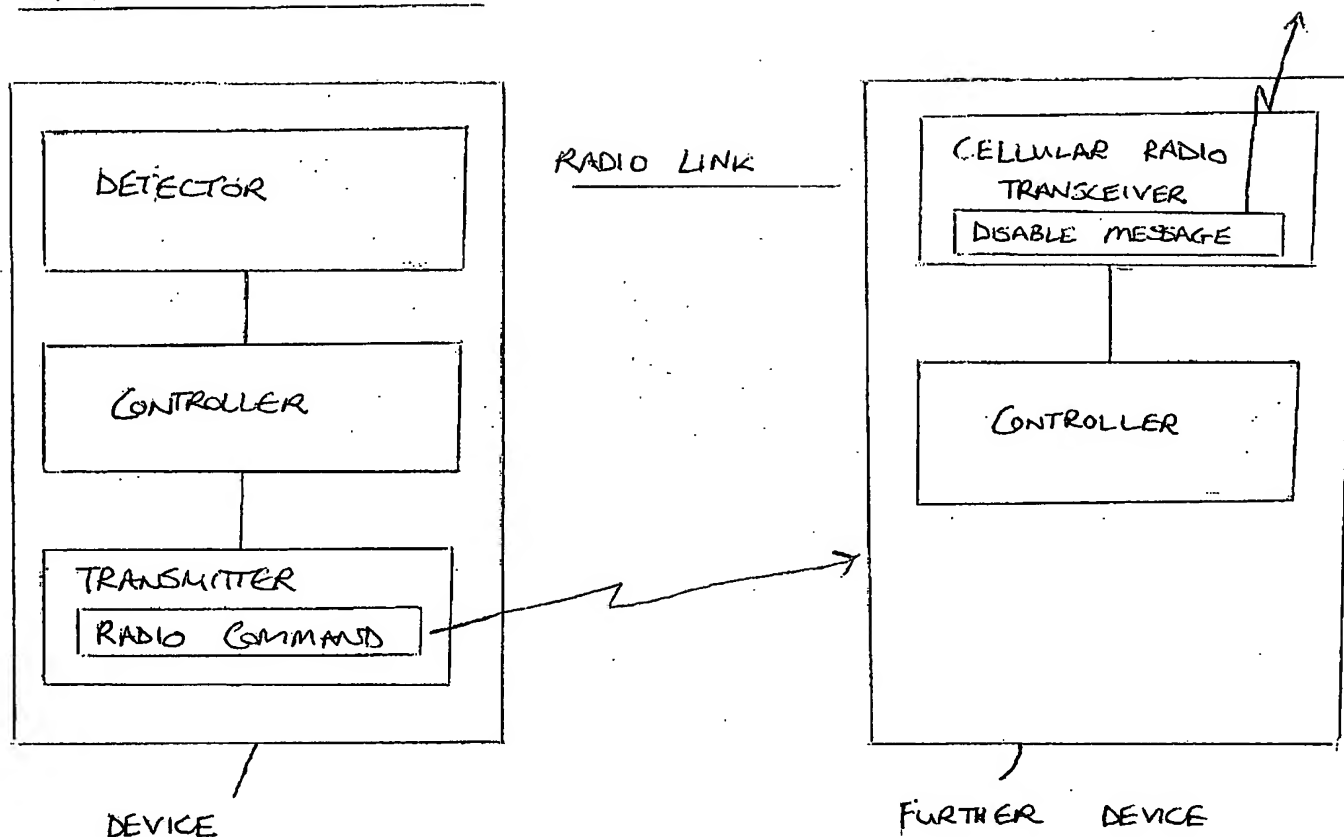 DETECTOR
CONTROLLER
TRANSMITTER
RADIO COMMAND
DEVICE
RADIO LINK
CELLULAR RADIO
TRANSCEIVER
DISABLE MESSAGE
CONTROLLER
FURTHER DEVICE